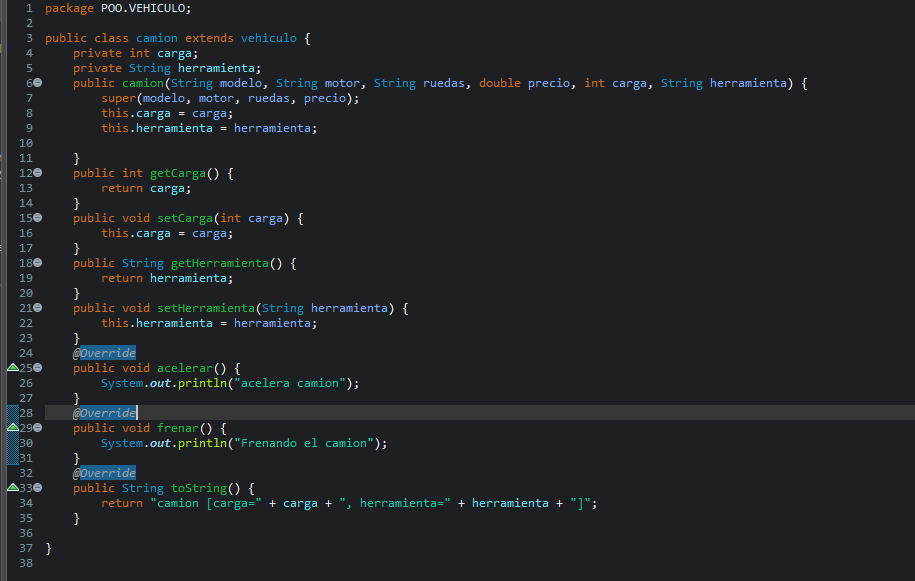 1 package POO.VEHICULO;
2
3 public class camion extends vehiculo {
4 private int carga;
5 private String herramienta;
6 public camion(String modelo, String motor, String ruedas, double precio, int carga, String herramienta) {
7 super(modelo, motor, ruedas, precio);
8 this.carga = carga;
9 this.herramienta = herramienta;
10
11 }
12 public int getCarga() {
13 return carga;
14 }
15 public void setCarga(int carga) {
16 this.carga = carga;
17 }
18 public String getHerramienta() {
19 return herramienta;
20 }
21 public void setHerramienta(String herramienta) {
22 this.herramienta = herramienta;
23 }
24 @Override
25 public void acelerar() {
26 System.out.println("acelera camion");
27 }
28 @Override
29 public void frenar() {
30 System.out.println("Frenando el camion");
31 }
32 @Override
33 public String toString() {
34 return "camion [carga=" + carga + ", herramienta=" + herramienta + "]";
35 }
36
37 }
38